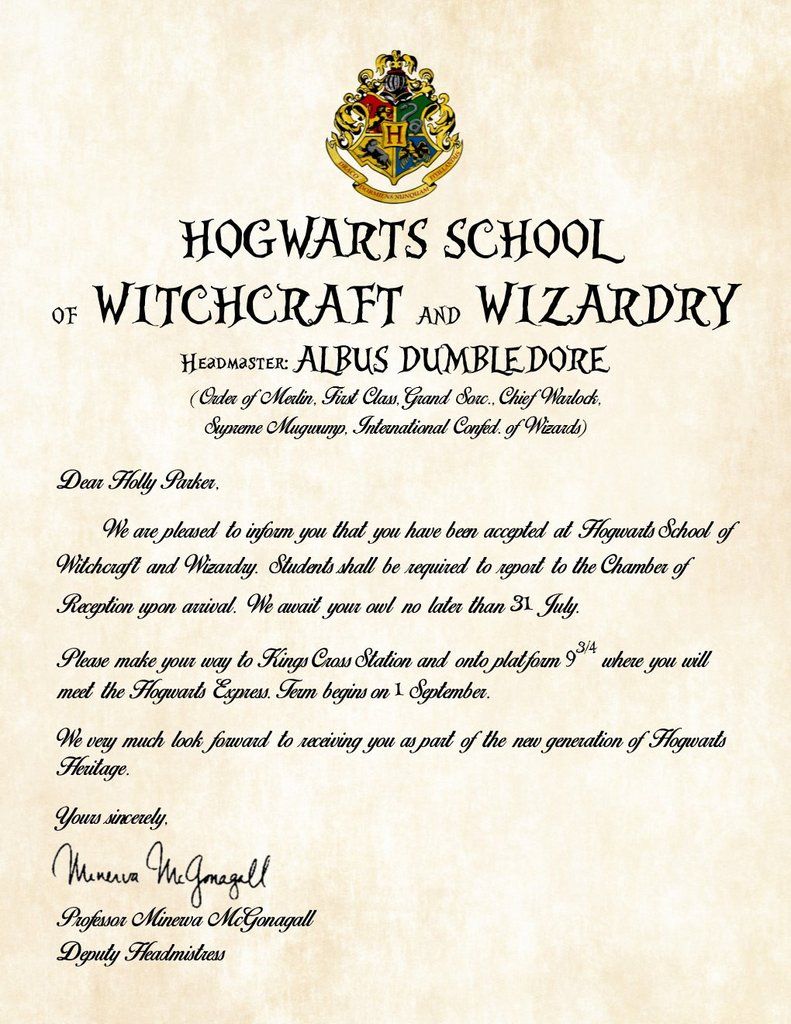 H
DRACO DORMIENS NUNQUAM TITILLANDUS
HOGWARTS SCHOOL
OF WITCHCRAFT AND WIZARDRY
Headmaster: ALBUS DUMBLEDORE
(Order of Merlin, First Class, Grand Sorc., Chief Warlock,
Supreme Mugwump, International Confed. of Wizards)
Dear Holly Parker,
We are pleased to inform you that you have been accepted at Hogwarts School of
Witchcraft and Wizardry. Students shall be required to report to the Chamber of
Reception upon arrival. We await your owl no later than 31 July.
Please make your way to Kings Cross Station and onto platform 9 3/4 where you will
meet the Hogwarts Express. Term begins on 1 September.
We very much look forward to receiving you as part of the new generation of Hogwarts
Heritage.
Yours sincerely,
Minerva McGonagall
Professor Minerva McGonagall
Deputy Headmistress